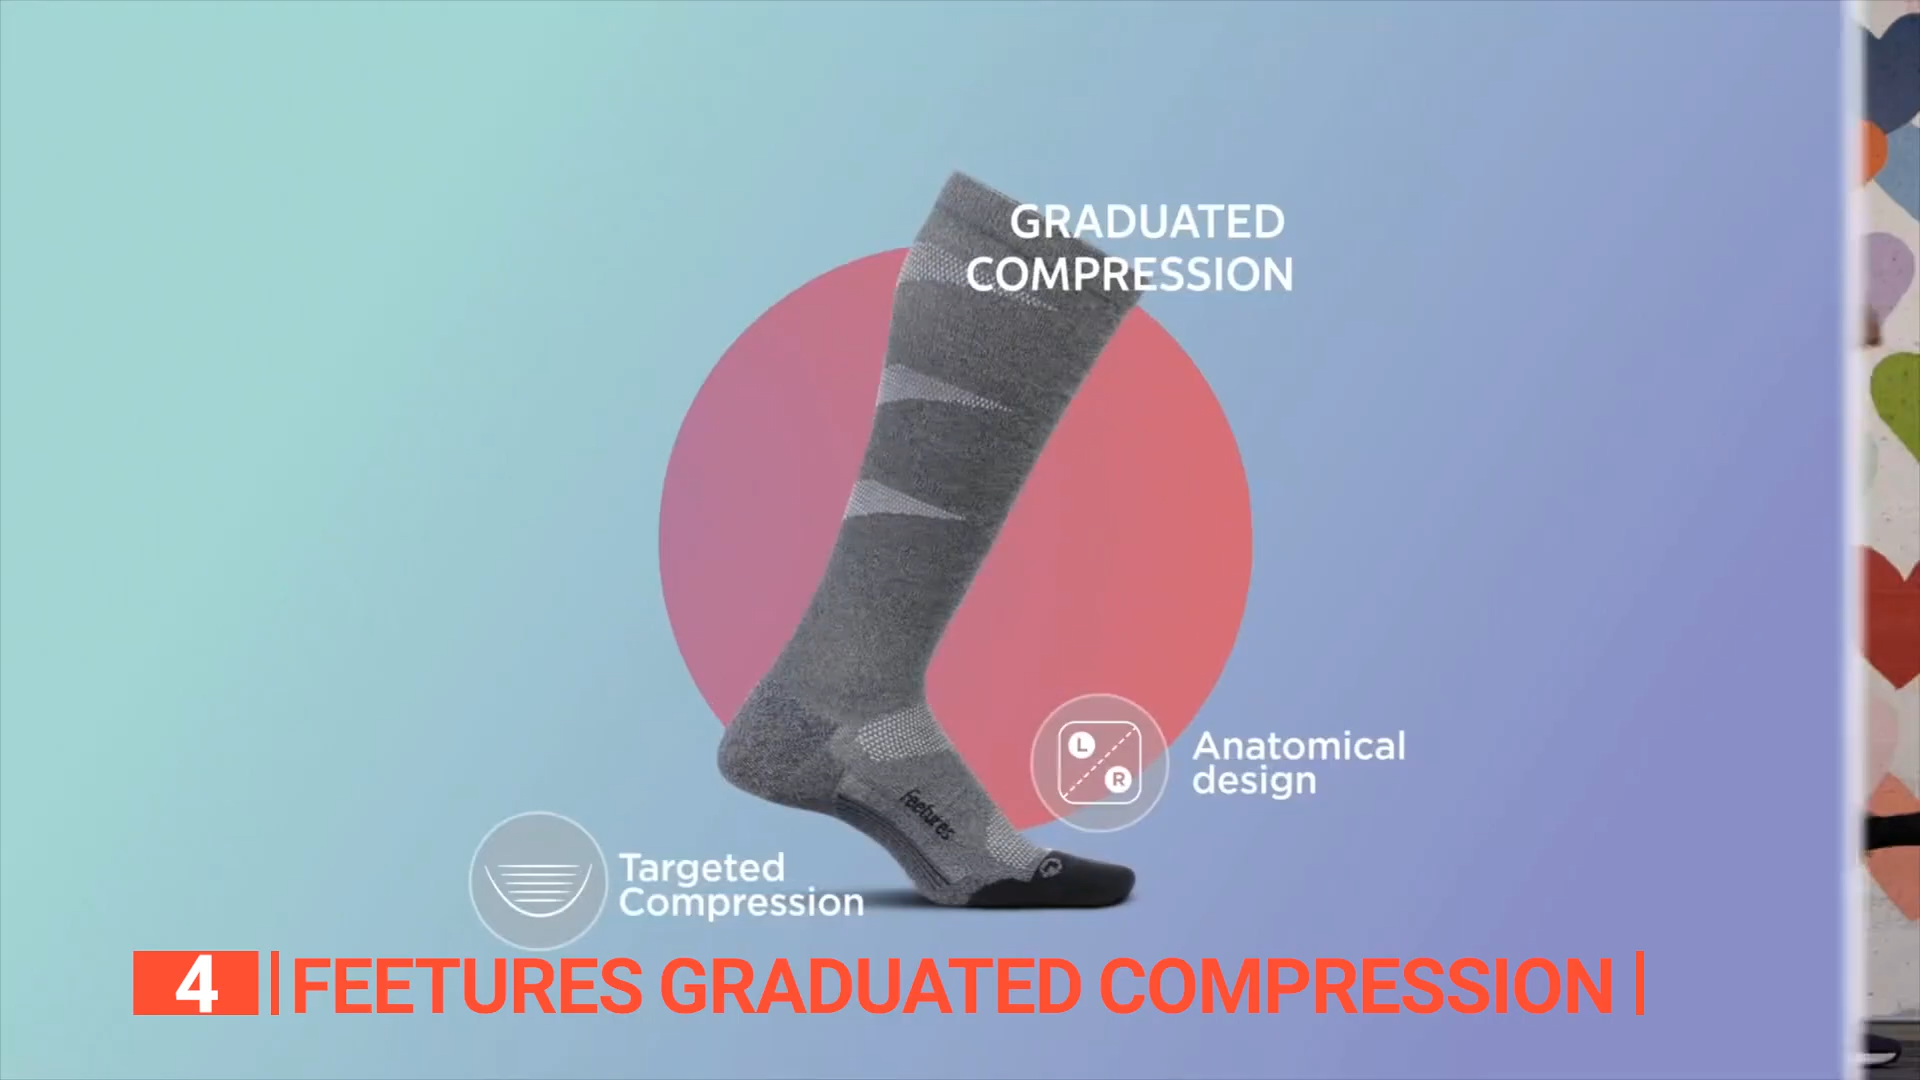 GRADUATED
COMPRESSION
L
R
Anatomical
design
feetures
Targeted
Compression
4 FEETURES GRADUATED COMPRESSION